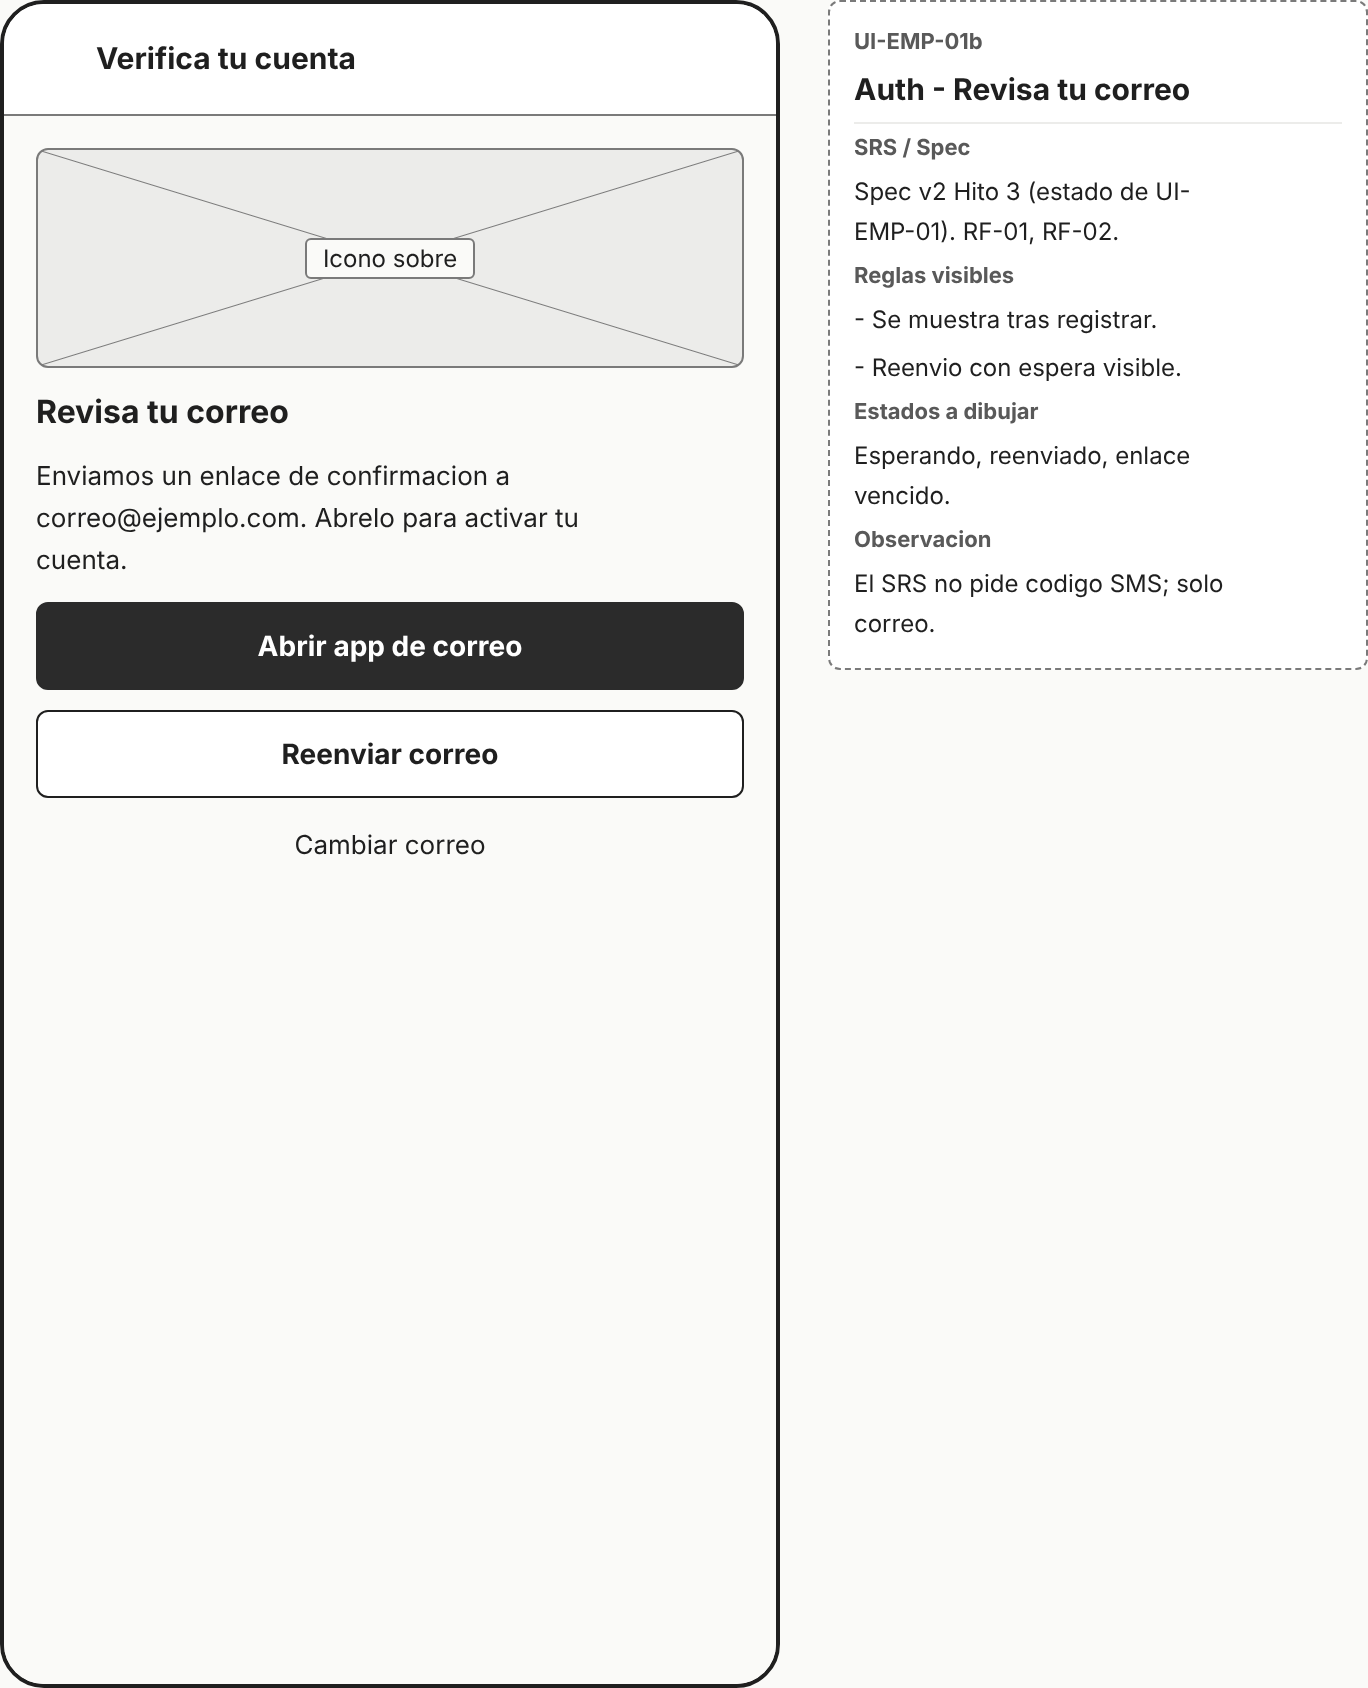 Verifica tu cuenta
Icono sobre
Revisa tu correo
Enviamos un enlace de confirmacion a
correo@ejemplo.com. Abrelo para activar tu
cuenta.
Abrir app de correo
Reenviar correo
Cambiar correo
UI-EMP-01b
Auth - Revisa tu correo
SRS / Spec
Spec v2 Hito 3 (estado de UI-
EMP-01). RF-01, RF-02.
Reglas visibles
- Se muestra tras registrar.
- Reenvio con espera visible.
Estados a dibujar
Esperando, reenviado, enlace
vencido.
Observacion
El SRS no pide codigo SMS; solo
correo.